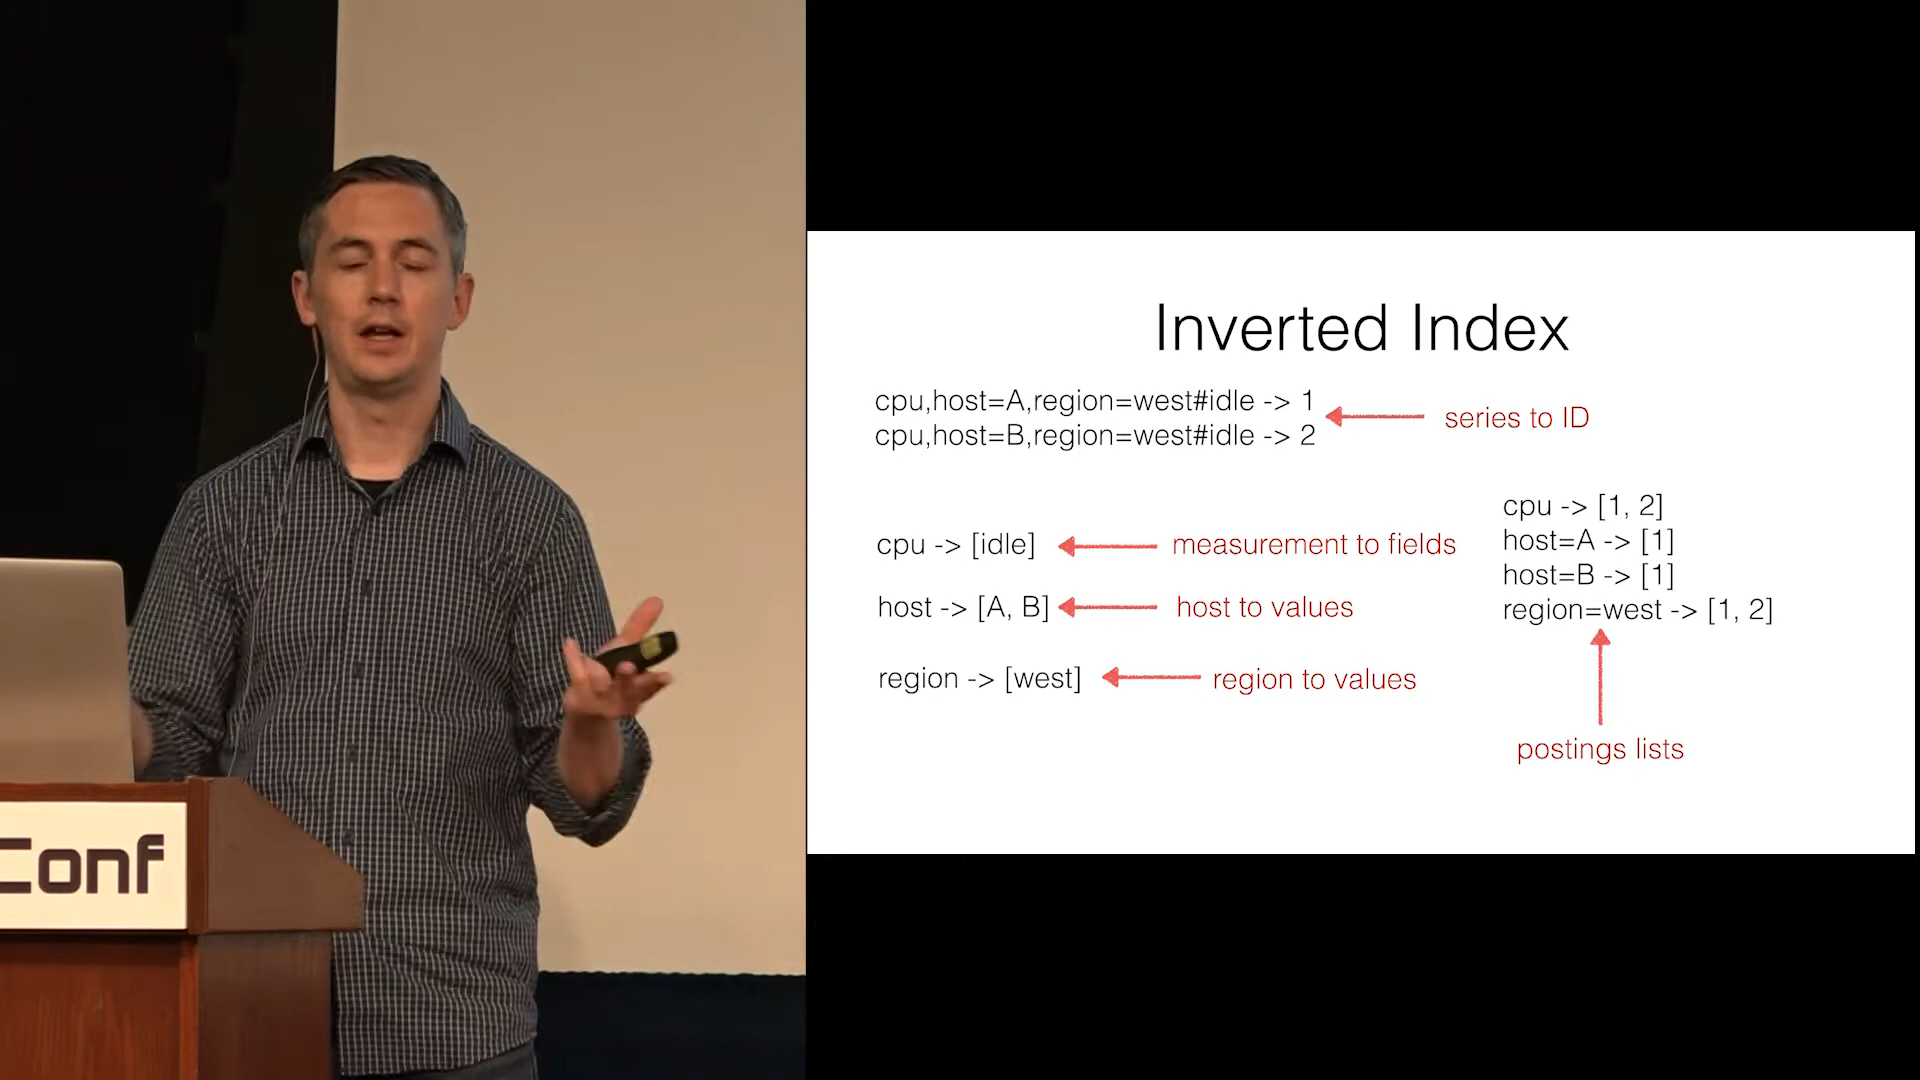 Inverted Index
cpu,host=A,region=west#idle -> 1
cpu,host=B,region=west#idle -> 2
series to ID
cpu -> [idle]
measurement to fields
host -> [A, B]
host to values
region -> [west]
region to values
cpu -> [1, 2]
host=A -> [1]
host=B -> [1]
region=west -> [1, 2]
postings lists
Conf